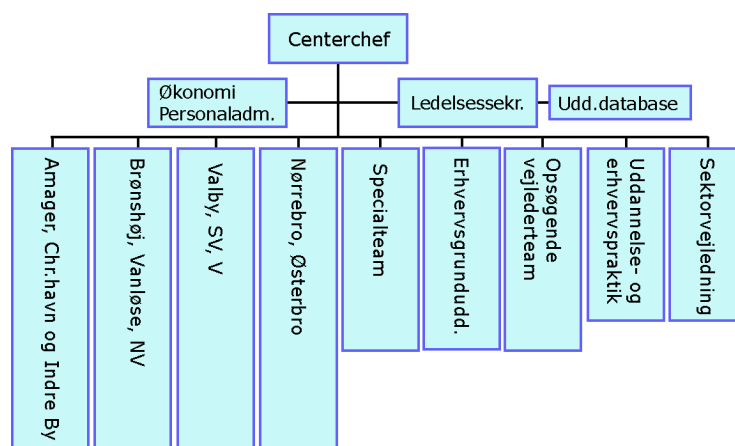 Centerchef
Økonomi
Personaladm.
Ledelsessekr.
Udd.database
Amager, Chr.havn og Indre By
Brønshøj, Vanløse, NV
Valby, SV, V
Nørrebro, Østerbro
Specialteam
Erhvervsgrundudd.
Opsøgende
vejlederteam
Uddannelse- og
erhvervspraktik
Sektorvejledning